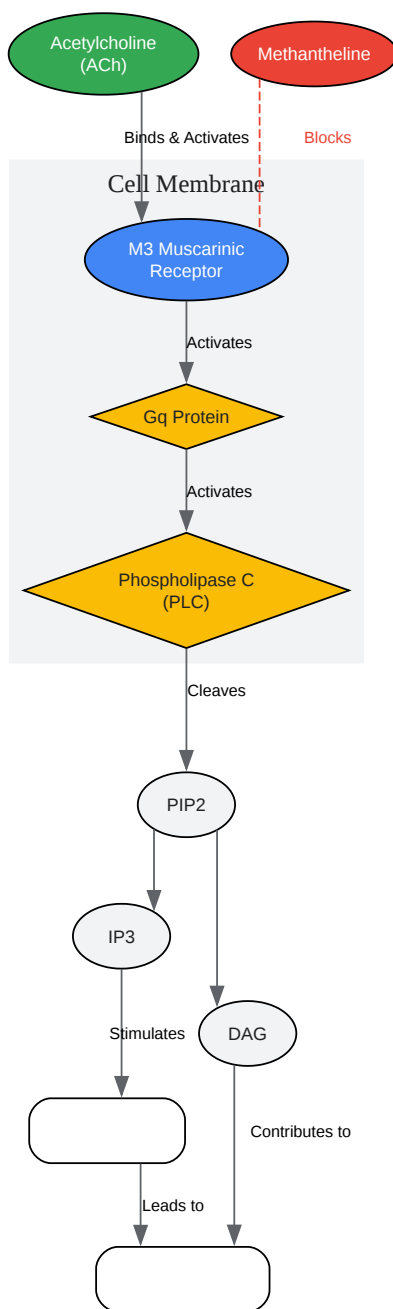 Acetylcholine
(ACh)
Methantheline
Binds & Activates
Blocks
Cell Membrane
M3 Muscarinic
Receptor
Activates
Gq Protein
Activates
Phospholipase C
(PLC)
Cleaves
PIP2
IP3
DAG
Stimulates
Contributes to
Leads to